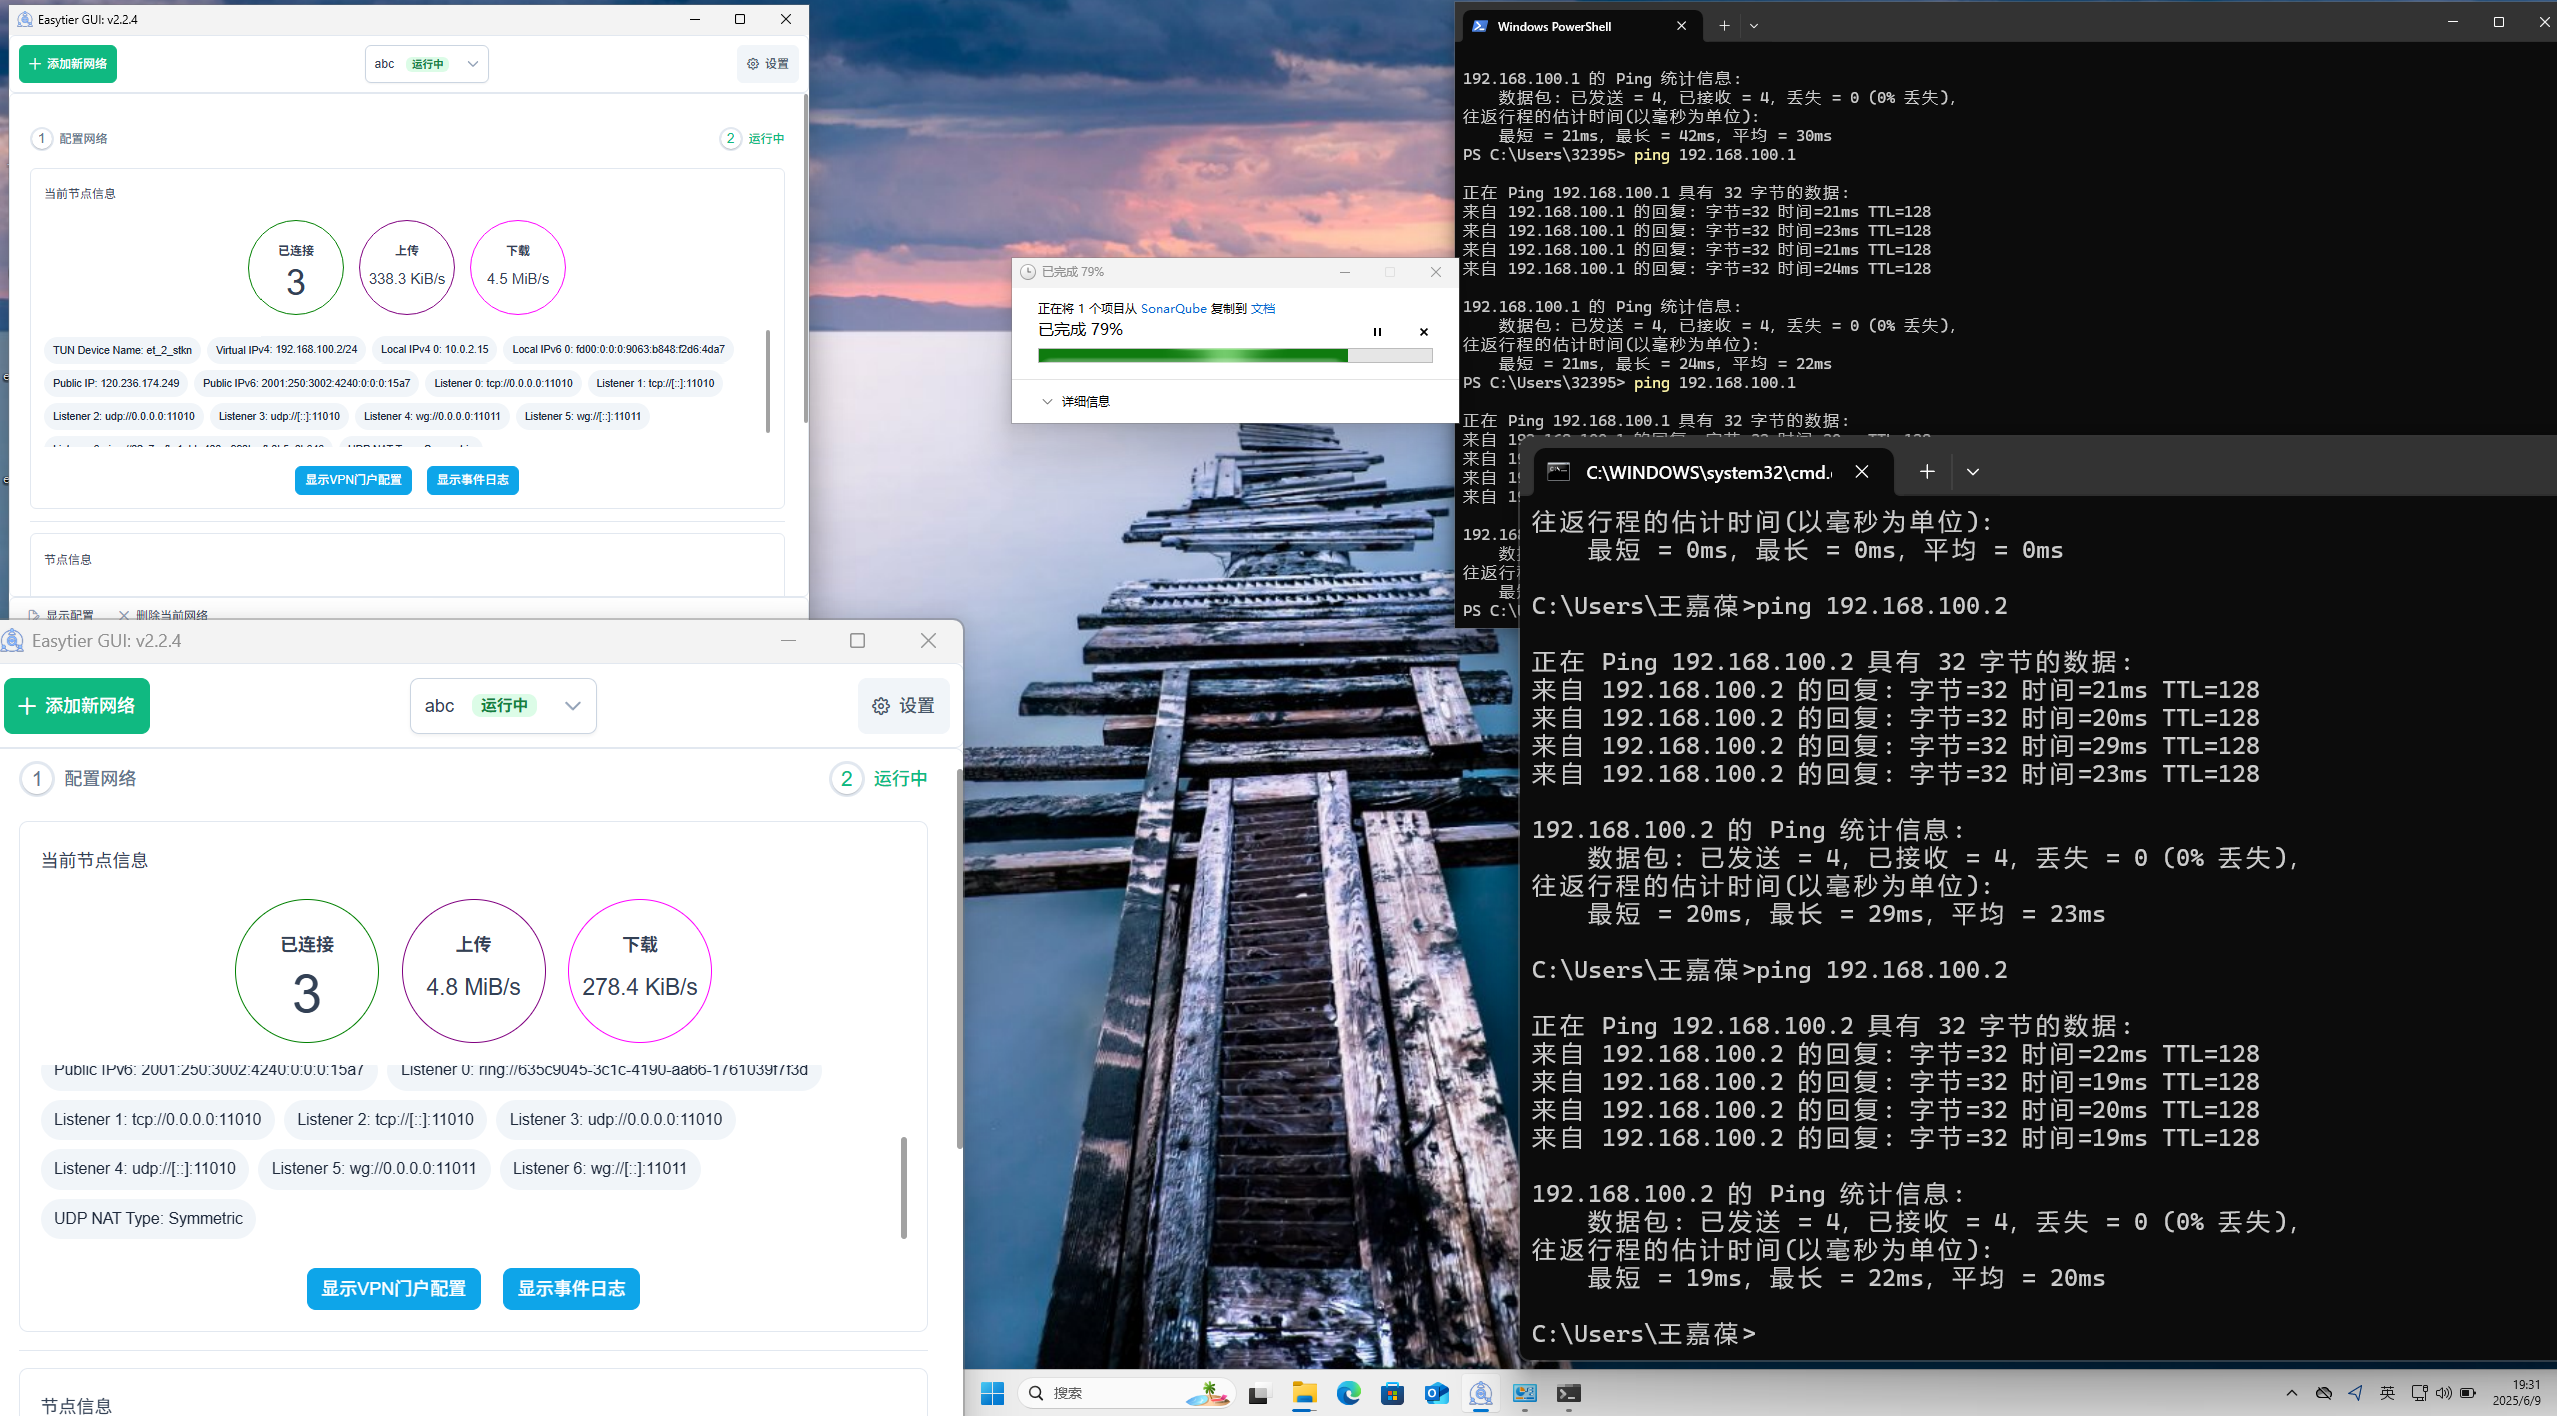 Easytier GUI: v2.2.4
添加新网络
abc 运行中
设置
1 配置网络
2 运行中
当前节点信息
已连接
3
上传
338.3 KiB/s
下载
4.5 MiB/s
TUN Device Name: et_2_stkn
Virtual IPv4: 192.168.100.2/24
Local IPv4 0: 10.0.2.15
Local IPv6 0: fd00:0:0:0:9063:b848:f2d6:4da7
Public IP: 120.236.174.249
Public IPv6: 2001:250:3002:4240:0:0:0:15a7
Listener 0: tcp://0.0.0.0:11010
Listener 1: tcp://[::]:11010
Listener 2: udp://0.0.0.0:11010
Listener 3: udp://[::]:11010
Listener 4: wg://0.0.0.0:11011
Listener 5: wg://[::]:11011
显示VPN门户配置
显示事件日志
节点信息
显示配置
删除当前网络
已完成 79%
正在将 1 个项目从 SonarQube 复制到 文档
已完成 79%
详细信息
Windows PowerShell
192.168.100.1 的 Ping 统计信息:
数据包: 已发送 = 4, 已接收 = 4, 丢失 = 0 (0% 丢失),
往返行程的估计时间(以毫秒为单位):
最短 = 21ms, 最长 = 42ms, 平均 = 30ms
PS C:\Users\32395> ping 192.168.100.1
正在 Ping 192.168.100.1 具有 32 字节的数据:
来自 192.168.100.1 的回复: 字节=32 时间=21ms TTL=128
来自 192.168.100.1 的回复: 字节=32 时间=23ms TTL=128
来自 192.168.100.1 的回复: 字节=32 时间=21ms TTL=128
来自 192.168.100.1 的回复: 字节=32 时间=24ms TTL=128
192.168.100.1 的 Ping 统计信息:
数据包: 已发送 = 4, 已接收 = 4, 丢失 = 0 (0% 丢失),
往返行程的估计时间(以毫秒为单位):
最短 = 21ms, 最长 = 24ms, 平均 = 22ms
PS C:\Users\32395> ping 192.168.100.1
正在 Ping 192.168.100.1 具有 32 字节的数据:
来自
来自
来自
来自
192.168
往返行
PS C:\
Easytier GUI: v2.2.4
添加新网络
abc 运行中
设置
1 配置网络
2 运行中
当前节点信息
已连接
3
上传
4.8 MiB/s
下载
278.4 KiB/s
Public IPv6: 2001:250:3002:4240:0:0:0:15a7
Listener 0: ring://635c9045-3c1c-4190-aa66-1761039f7f3d
Listener 1: tcp://0.0.0.0:11010
Listener 2: tcp://[::]:11010
Listener 3: udp://0.0.0.0:11010
Listener 4: udp://[::]:11010
Listener 5: wg://0.0.0.0:11011
Listener 6: wg://[::]:11011
UDP NAT Type: Symmetric
显示VPN门户配置
显示事件日志
节点信息
C:\WINDOWS\system32\cmd.
往返行程的估计时间(以毫秒为单位):
最短 = 0ms, 最长 = 0ms, 平均 = 0ms
C:\Users\王嘉葆>ping 192.168.100.2
正在 Ping 192.168.100.2 具有 32 字节的数据:
来自 192.168.100.2 的回复: 字节=32 时间=21ms TTL=128
来自 192.168.100.2 的回复: 字节=32 时间=20ms TTL=128
来自 192.168.100.2 的回复: 字节=32 时间=29ms TTL=128
来自 192.168.100.2 的回复: 字节=32 时间=23ms TTL=128
192.168.100.2 的 Ping 统计信息:
数据包: 已发送 = 4, 已接收 = 4, 丢失 = 0 (0% 丢失),
往返行程的估计时间(以毫秒为单位):
最短 = 20ms, 最长 = 29ms, 平均 = 23ms
C:\Users\王嘉葆>ping 192.168.100.2
正在 Ping 192.168.100.2 具有 32 字节的数据:
来自 192.168.100.2 的回复: 字节=32 时间=22ms TTL=128
来自 192.168.100.2 的回复: 字节=32 时间=19ms TTL=128
来自 192.168.100.2 的回复: 字节=32 时间=20ms TTL=128
来自 192.168.100.2 的回复: 字节=32 时间=19ms TTL=128
192.168.100.2 的 Ping 统计信息:
数据包: 已发送 = 4, 已接收 = 4, 丢失 = 0 (0% 丢失),
往返行程的估计时间(以毫秒为单位):
最短 = 19ms, 最长 = 22ms, 平均 = 20ms
C:\Users\王嘉葆>
搜索
英
19:31
2025/6/9